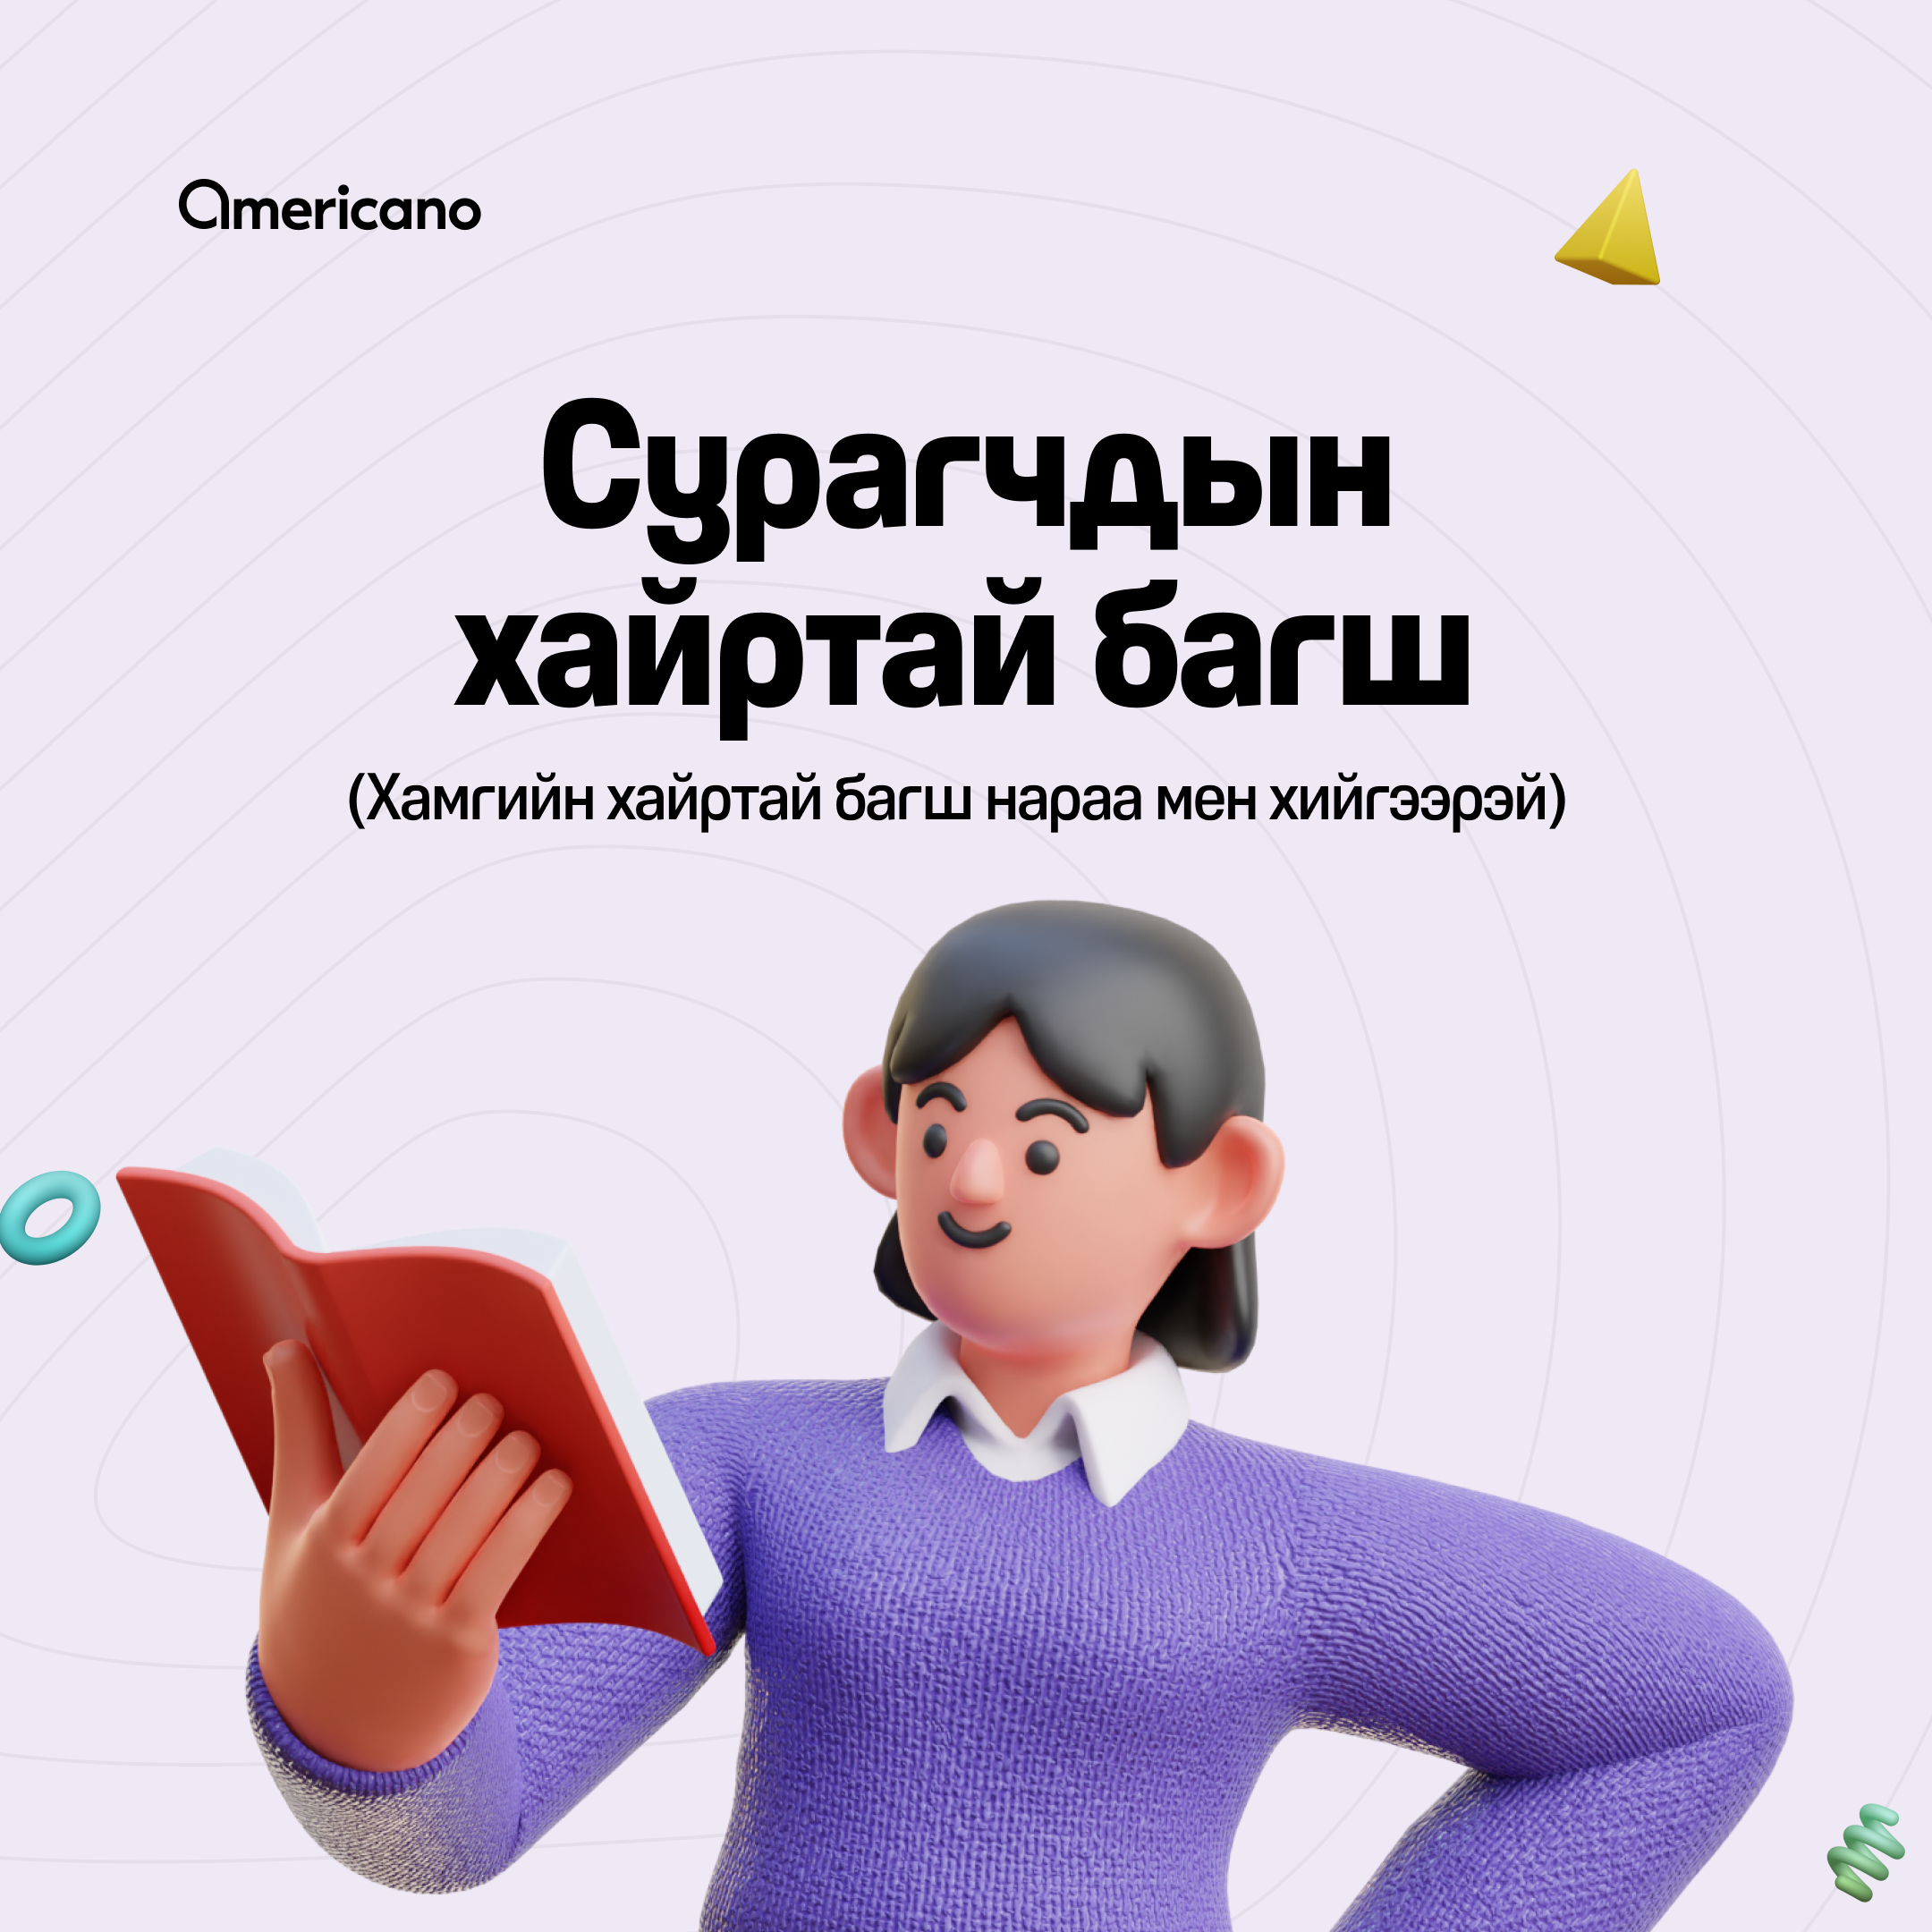 americano
Сурагчдын
хайртай багш
(Хамгийн хайртай багш нараа мен хийгээрэй)